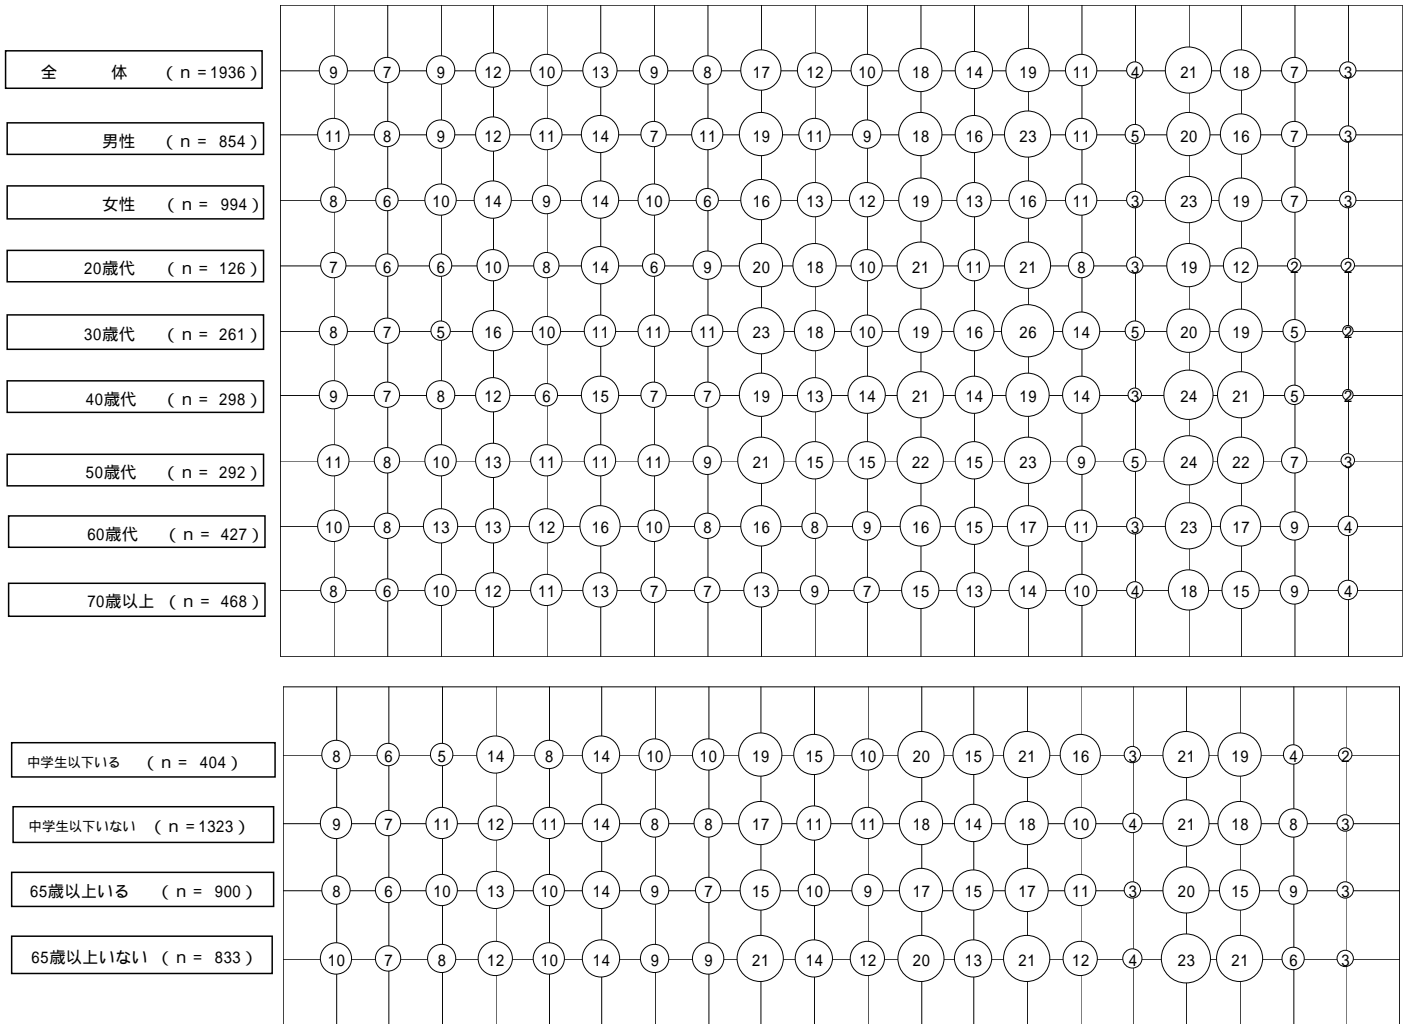 全 体 （ｎ=1936） 9 7 9 12 10 13 9 8 17 12 10 18 14 19 11 4 21 18 7 3
男性 （ｎ= 854） 11 8 9 12 11 14 7 11 19 11 9 18 16 23 11 5 20 16 7 3
女性 （ｎ= 994） 8 6 10 14 9 14 10 6 16 13 12 19 13 16 11 3 23 19 7 3
20歳代 （ｎ= 126） 7 6 6 10 8 14 6 9 20 18 10 21 11 21 8 3 19 12 2 2
30歳代 （ｎ= 261） 8 7 5 16 10 11 11 11 23 18 10 19 16 26 14 5 20 19 5 2
40歳代 （ｎ= 298） 9 7 8 12 6 15 7 7 19 13 14 21 14 19 14 3 24 21 5 2
50歳代 （ｎ= 292） 11 8 10 13 11 11 11 9 21 15 15 22 15 23 9 5 24 22 7 3
60歳代 （ｎ= 427） 10 8 13 13 12 16 10 8 16 8 9 16 15 17 11 3 23 17 9 4
70歳以上 （ｎ= 468） 8 6 10 12 11 13 7 7 13 9 7 15 13 14 10 4 18 15 9 4
中学生以下いる （ｎ= 404） 8 6 5 14 8 14 10 10 19 15 10 20 15 21 16 3 21 19 4 2
中学生以下いない （ｎ=1323） 9 7 11 12 11 14 8 8 17 11 11 18 14 18 10 4 21 18 8 3
65歳以上いる （ｎ= 900） 8 6 10 13 10 14 9 7 15 10 9 17 15 17 11 3 20 15 9 3
65歳以上いない （ｎ= 833） 10 7 8 12 10 14 9 9 21 14 12 20 13 21 12 4 23 21 6 3